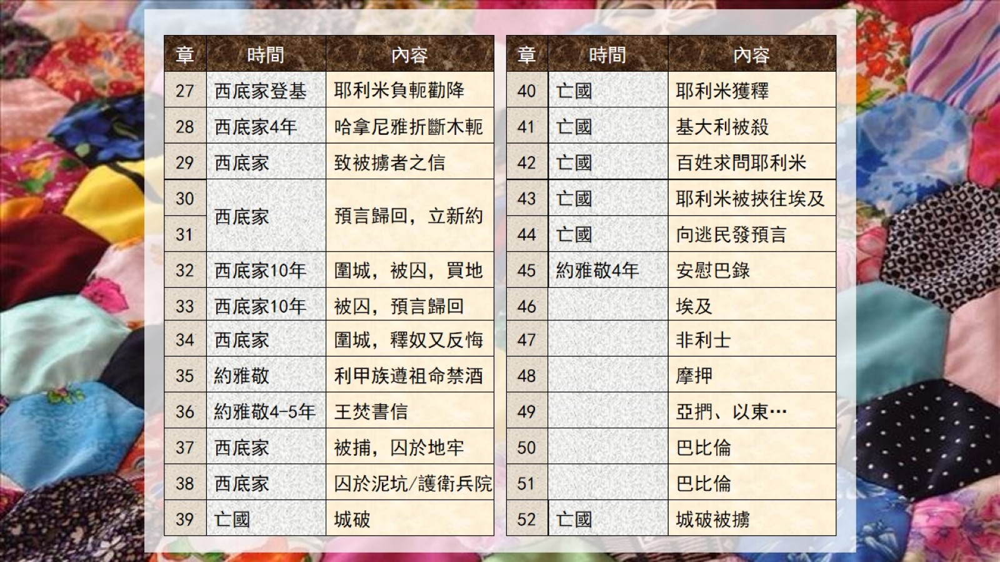 章 時間 內容
27 西底家登基 耶利米負軛勸降
28 西底家4年 哈拿尼雅折斷木軛
29 西底家 致被擄者之信
30 西底家 預言歸回，立新約
31
32 西底家10年 圍城，被囚，買地
33 西底家10年 被囚，預言歸回
34 西底家 圍城，釋奴又反悔
35 約雅敬 利甲族遵祖命禁酒
36 約雅敬4-5年 王焚書信
37 西底家 被捕，囚於地牢
38 西底家 囚於泥坑/護衛兵院
39 亡國 城破
章 時間 內容
40 亡國 耶利米獲釋
41 亡國 基大利被殺
42 亡國 百姓求問耶利米
43 亡國 耶利米被挾往埃及
44 亡國 向逃民發預言
45 約雅敬4年 安慰巴錄
46 埃及
47 非利士
48 摩押
49 亞捫、以東…
50 巴比倫
51 巴比倫
52 亡國 城破被擄